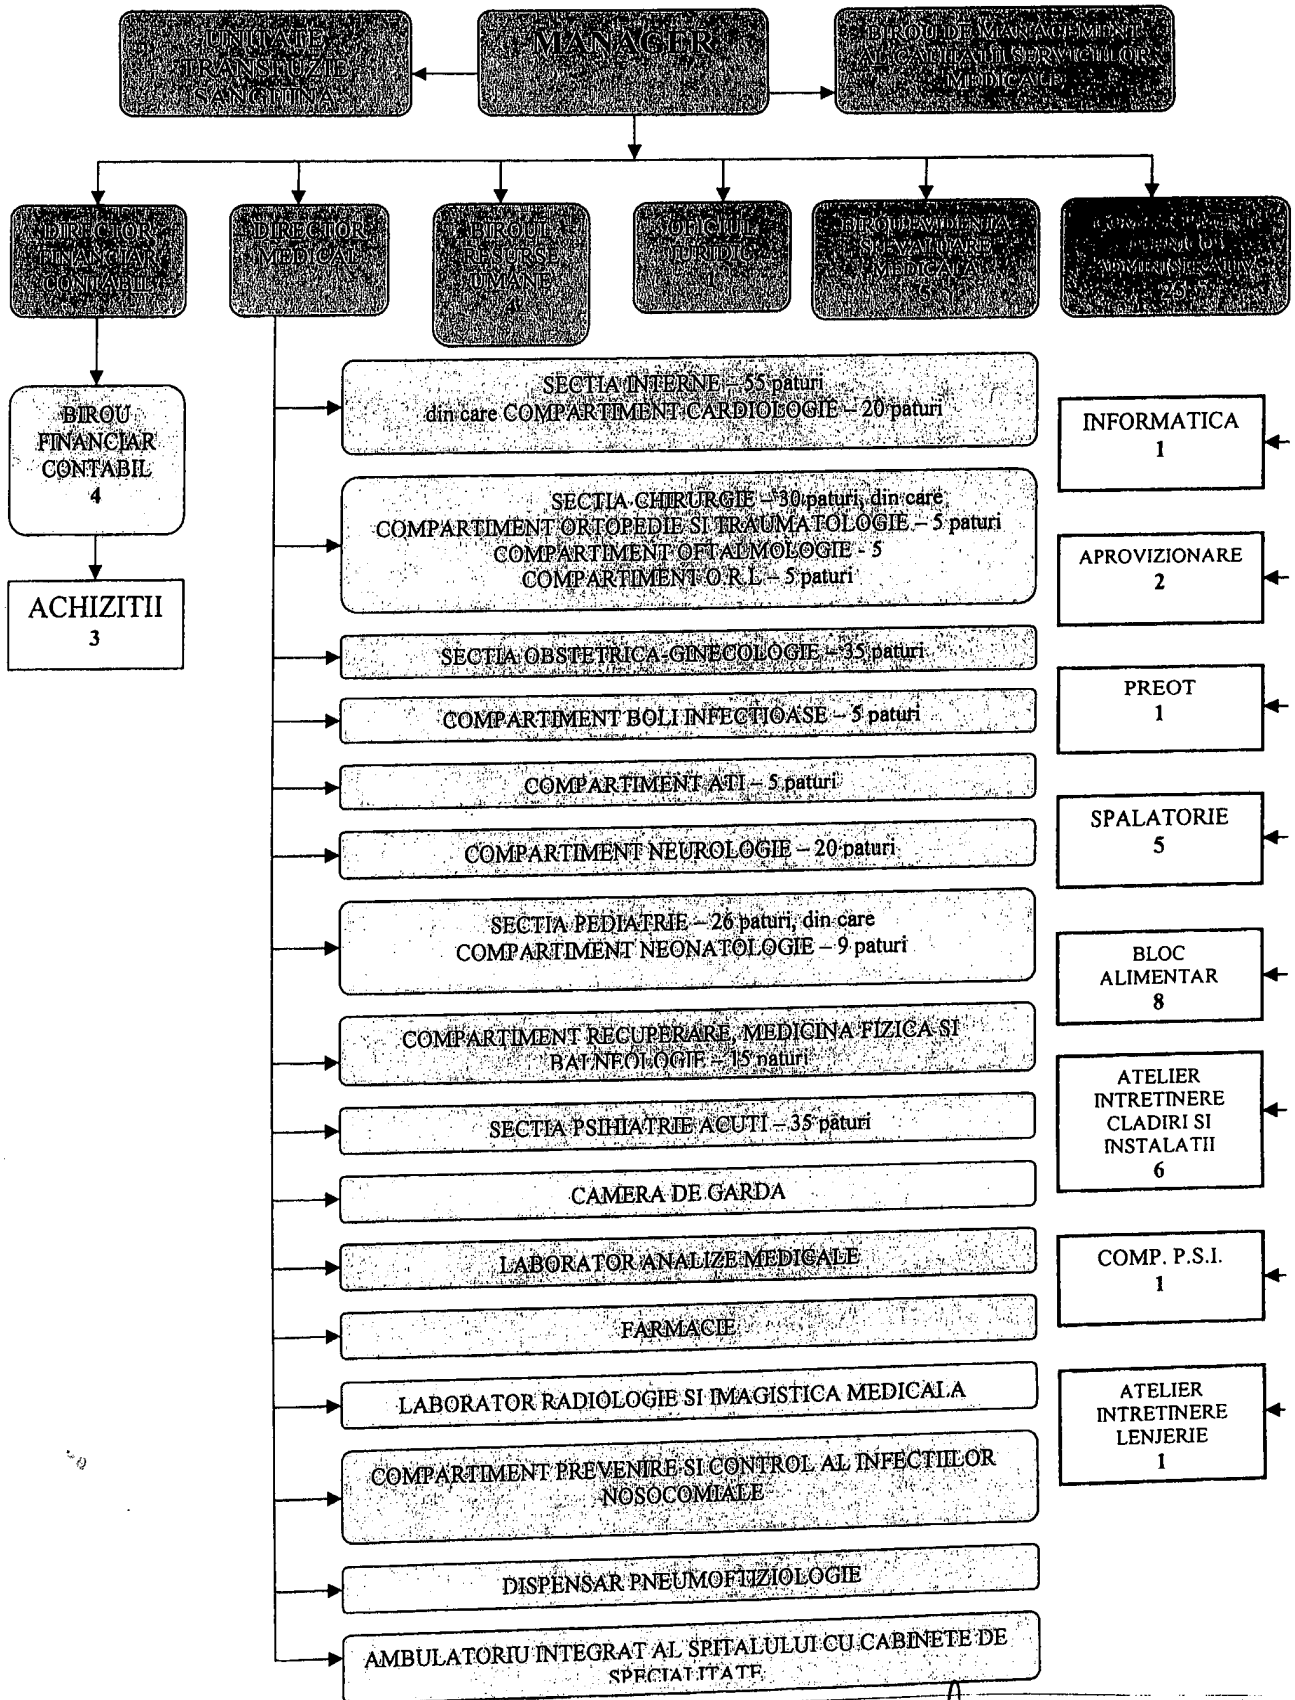 UNITATE
TRANSFUZIE
SANGUINA
MANAGER
BIROU DE MANAGEMENT
AL CALITATII SERVICIILOR
MEDICALE
DIRECTOR
FINANCIAR
CONTABIL
DIRECTOR
MEDICAL
BIROUL
RESURSE
UMANE
4
OFICIUL
JURIDIC
1
BIROU EVIDENTA
SI EVALUARE
MEDICALA
5
ADMINISTRATIV
25
BIROU
FINANCIAR
CONTABIL
4
ACHIZITII
3
SECTIA INTERNE – 55 paturi
din care COMPARTIMENT CARDIOLOGIE – 20 paturi
SECTIA CHIRURGIE – 30 paturi, din care
COMPARTIMENT ORTOPEDIE SI TRAUMATOLOGIE – 5 paturi
COMPARTIMENT OFTALMOLOGIE - 5
COMPARTIMENT O R L – 5 paturi
SECTIA OBSTETRICA-GINECOLOGIE – 35 paturi
COMPARTIMENT BOLI INFECTIOASE – 5 paturi
COMPARTIMENT ATI – 5 paturi
COMPARTIMENT NEUROLOGIE – 20 paturi
SECTIA PEDIATRIE – 26 paturi, din care
COMPARTIMENT NEONATOLOGIE – 9 paturi
COMPARTIMENT RECUPERARE, MEDICINA FIZICA SI
BALNEOLOGIE – 15 paturi
SECTIA PSIHIATRIE ACUTI – 35 paturi
CAMERA DE GARDA
LABORATOR ANALIZE MEDICALE
FARMACIE
LABORATOR RADIOLOGIE SI IMAGISTICA MEDICALA
COMPARTIMENT PREVENIRE SI CONTROL AL INFECTIILOR
NOSOCOMIALE
DISPENSAR PNEUMOFTIZIOLOGIE
AMBULATORIU INTEGRAT AL SPITALULUI CU CABINETE DE
SPECIALITATE
INFORMATICA
1
APROVIZIONARE
2
PREOT
1
SPALATORIE
5
BLOC
ALIMENTAR
8
ATELIER
INTRETINERE
CLADIRI SI
INSTALATII
6
COMP. P.S.I.
1
ATELIER
INTRETINERE
LENJERIE
1